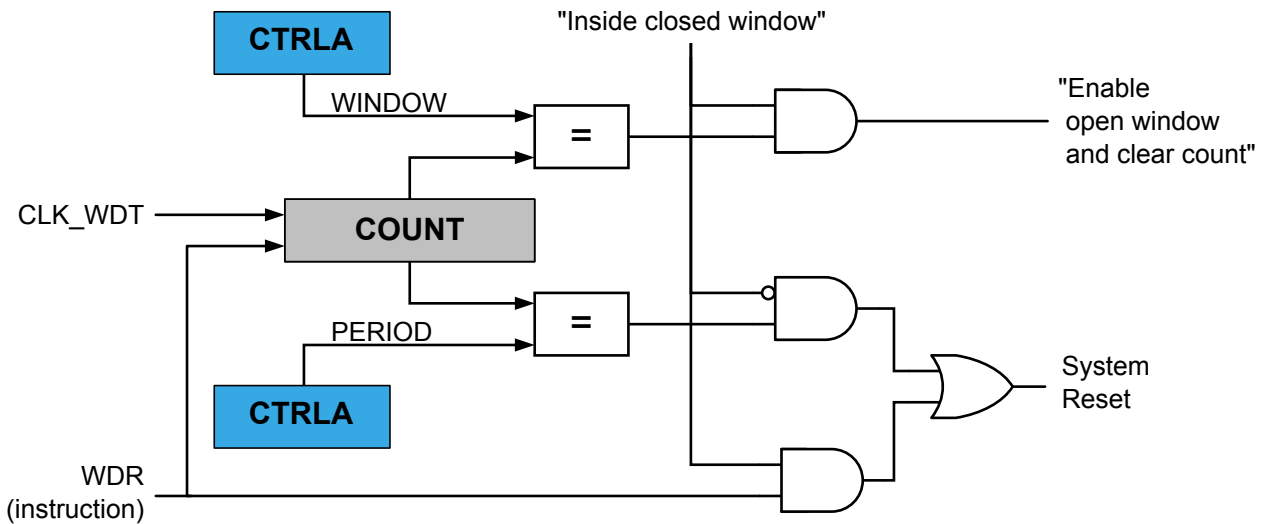 "Inside closed window"
CTRLA
WINDOW
=
"Enable
open window
and clear count"
CLK_WDT
COUNT
=
PERIOD
CTRLA
System
Reset
WDR
(instruction)